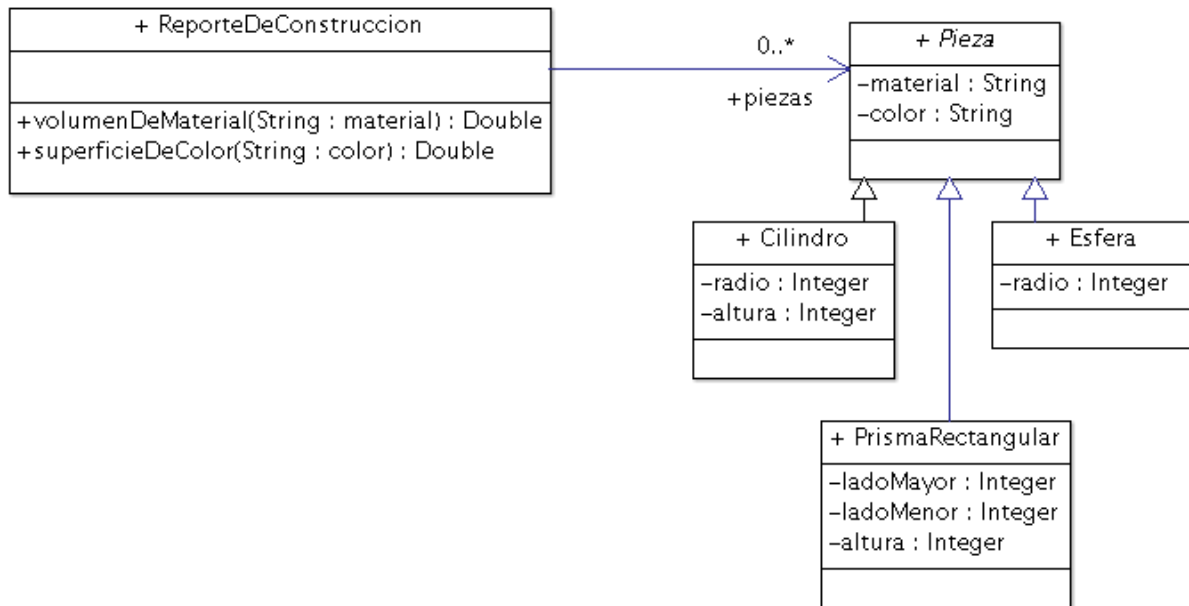 + ReporteDeConstruccion
+volumenDeMaterial(String : material) : Double
+superficieDeColor(String : color) : Double
0..*
+piezas
+ Pieza
-material : String
-color : String
+ Cilindro
-radio : Integer
-altura : Integer
+ Esfera
-radio : Integer
+ PrismaRectangular
-ladoMayor : Integer
-ladoMenor : Integer
-altura : Integer